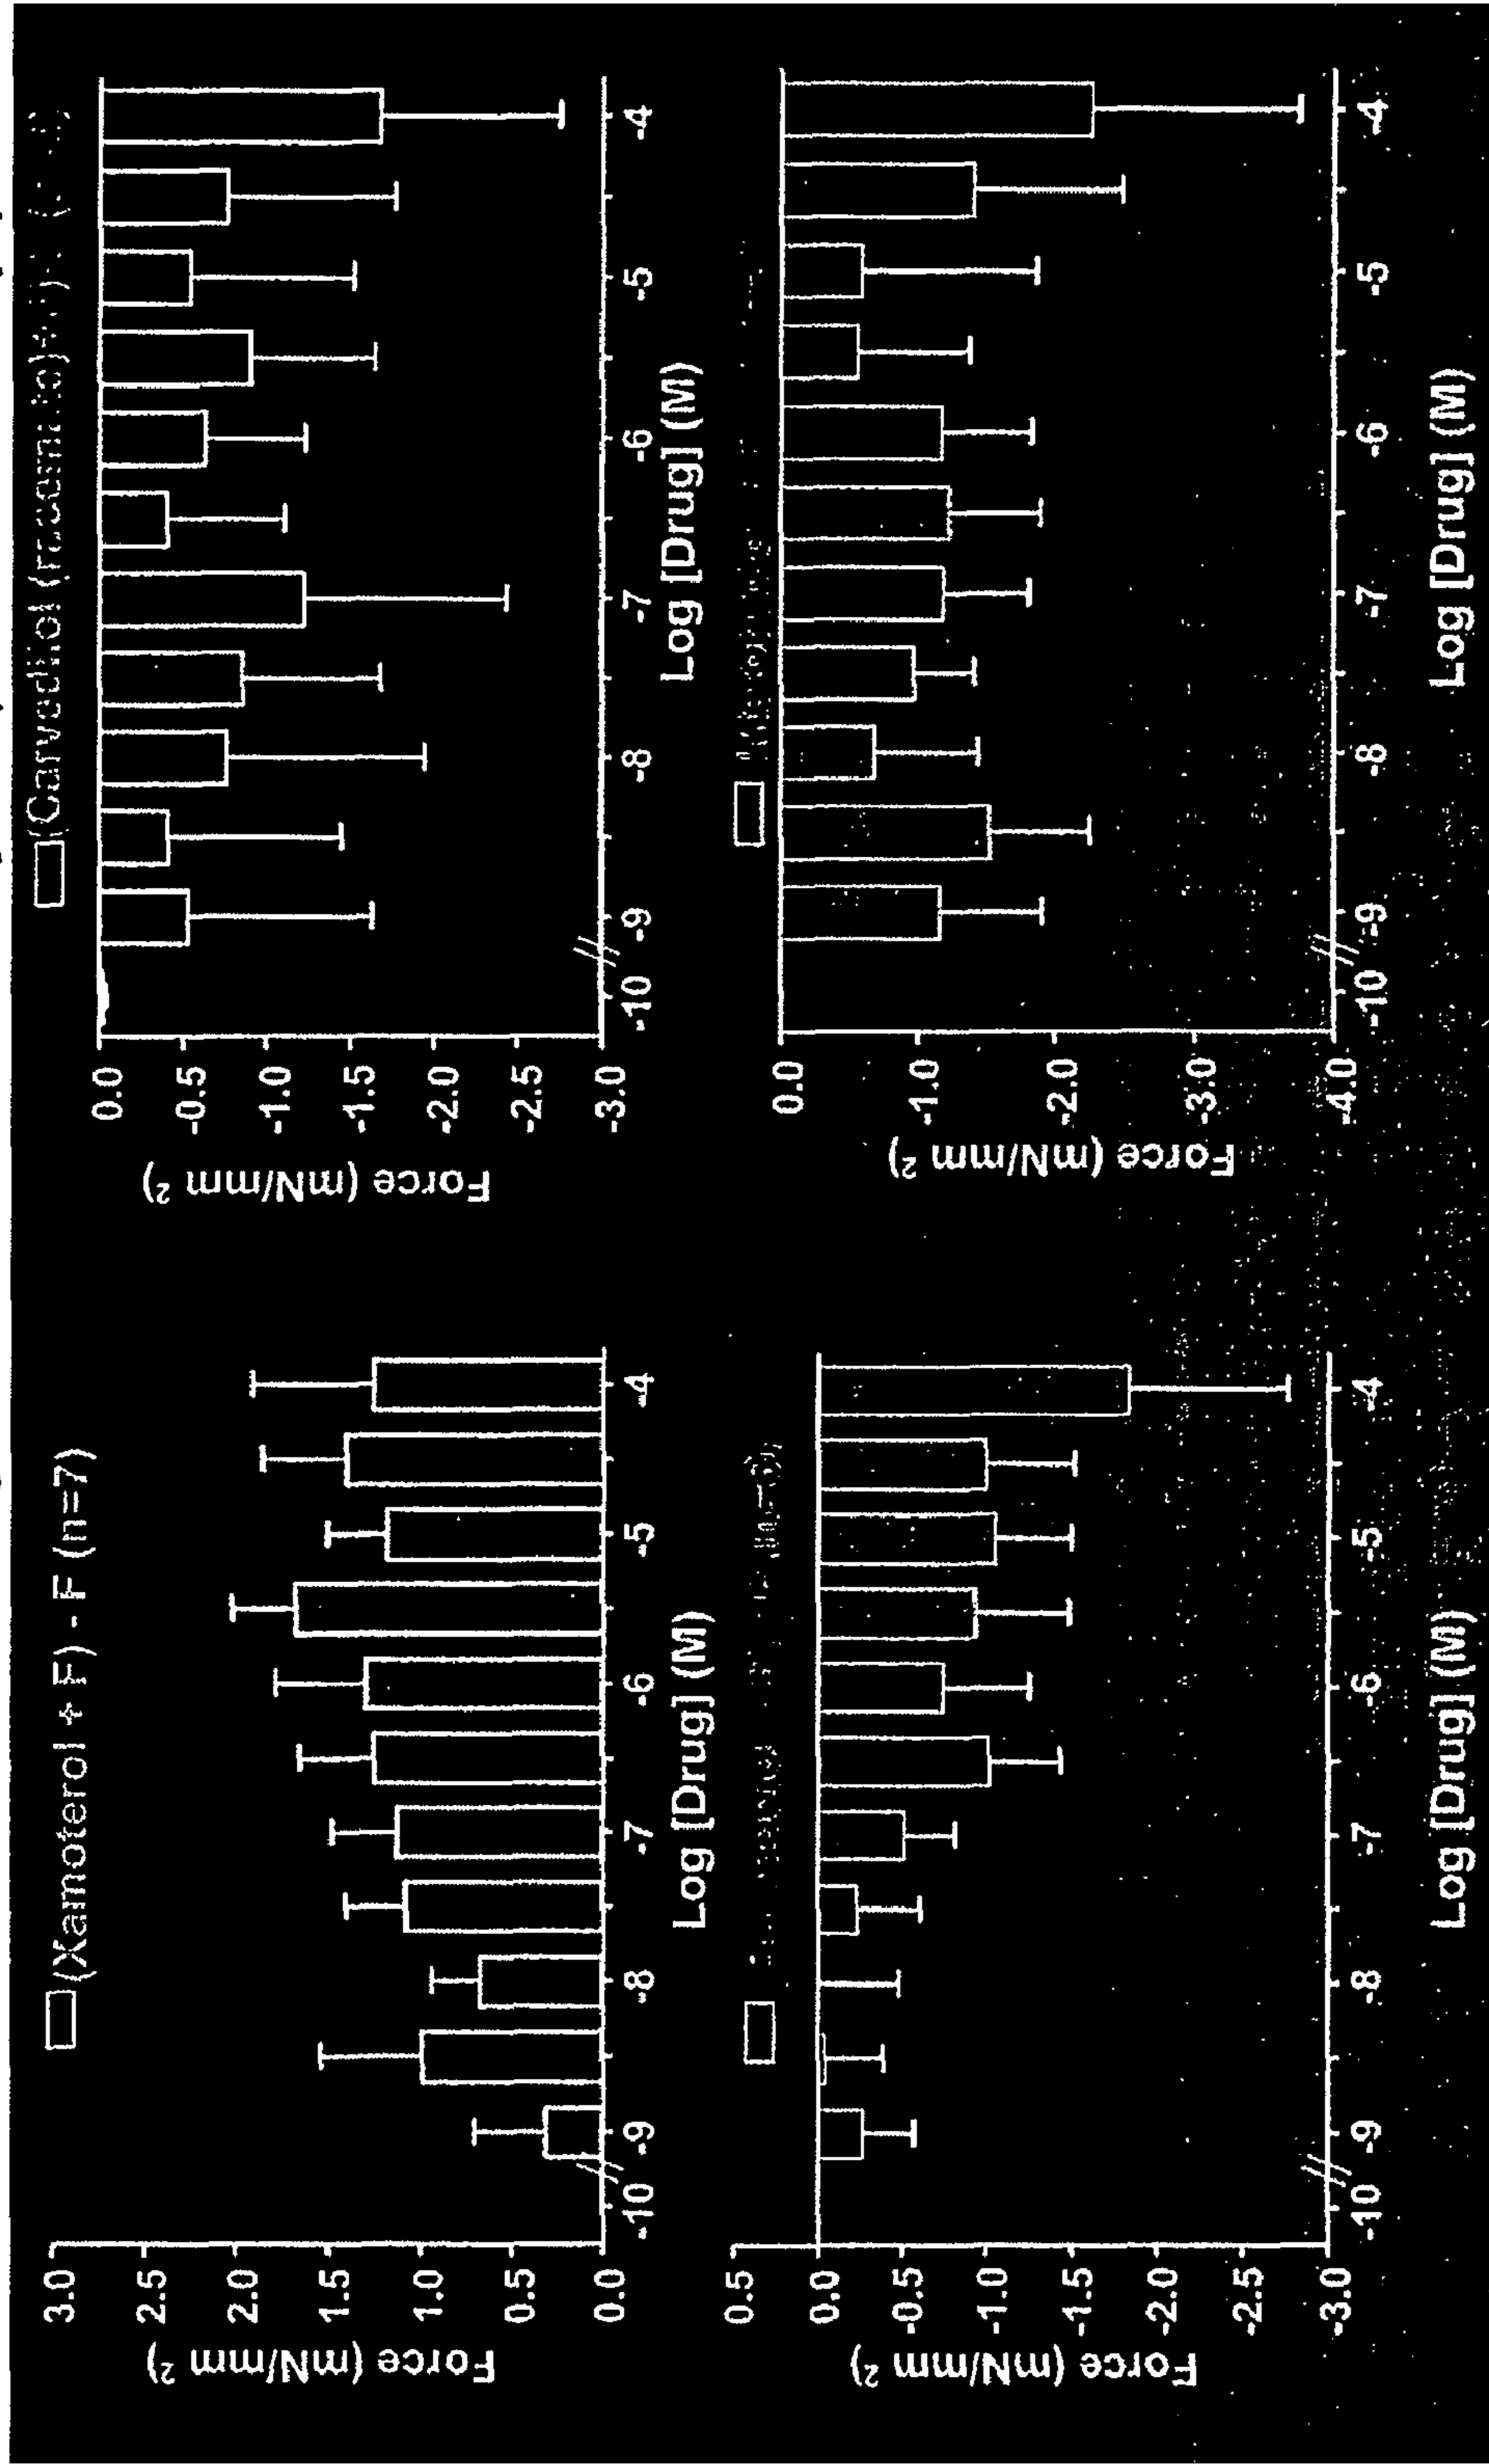 (Xamoterol + F) - F (n=7)
3.0
2.5
2.0
1.5
1.0
0.5
0.0
Force (mN/mm ²)
-10 -9 -8 -7 -6 -5 -4
Log [Drug] (M)
(Carvedilol (racemic)
0.0
-0.5
-1.0
-1.5
-2.0
-2.5
-3.0
Force (mN/mm ²)
-10 -9 -8 -7 -6 -5 -4
Log [Drug] (M)
0.5
0.0
-0.5
-1.0
-1.5
-2.0
-2.5
-3.0
Force (mN/mm ²)
-10 -9 -8 -7 -6 -5 -4
Log [Drug] (M)
0.0
-1.0
-2.0
-3.0
-4.0
Force (mN/mm ²)
-10 -9 -8 -7 -6 -5 -4
Log [Drug] (M)